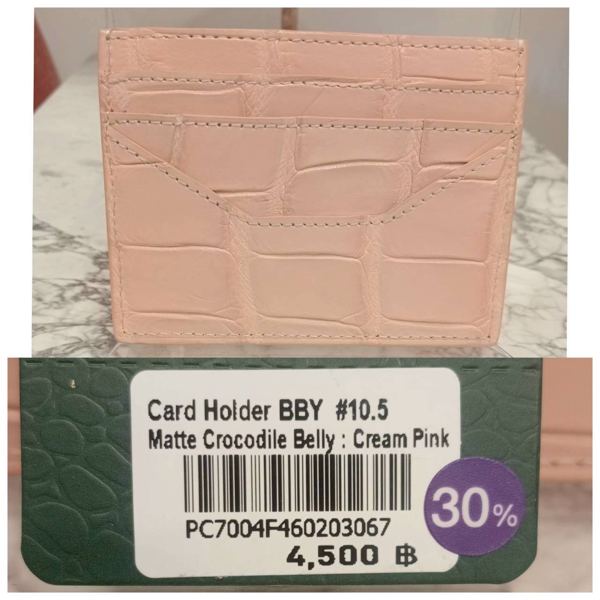 Card Holder BBY #10.5
Matte Crocodile Belly : Cream Pink
PC7004F460203067
4,500 ฿
30%